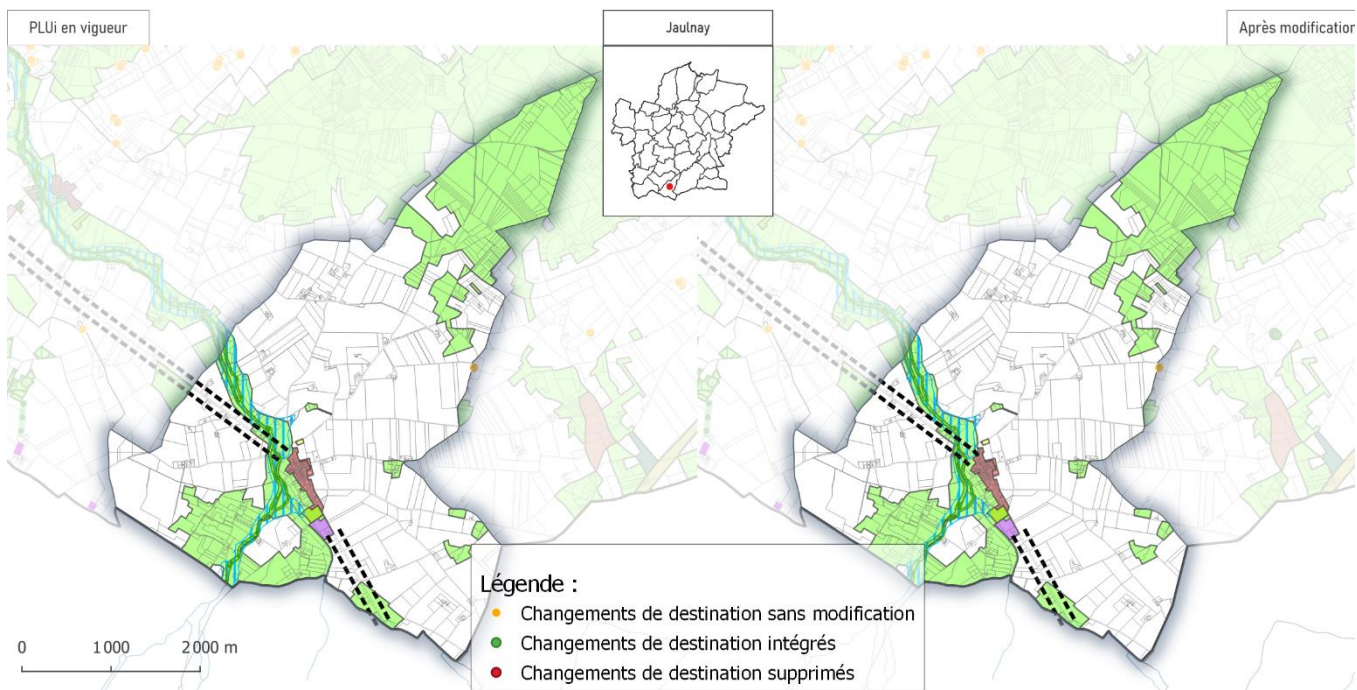 PLUi en vigueur
Jaulnay
Après modification
Légende :
Changements de destination sans modification
Changements de destination intégrés
Changements de destination supprimés
0 1 000 2 000 m